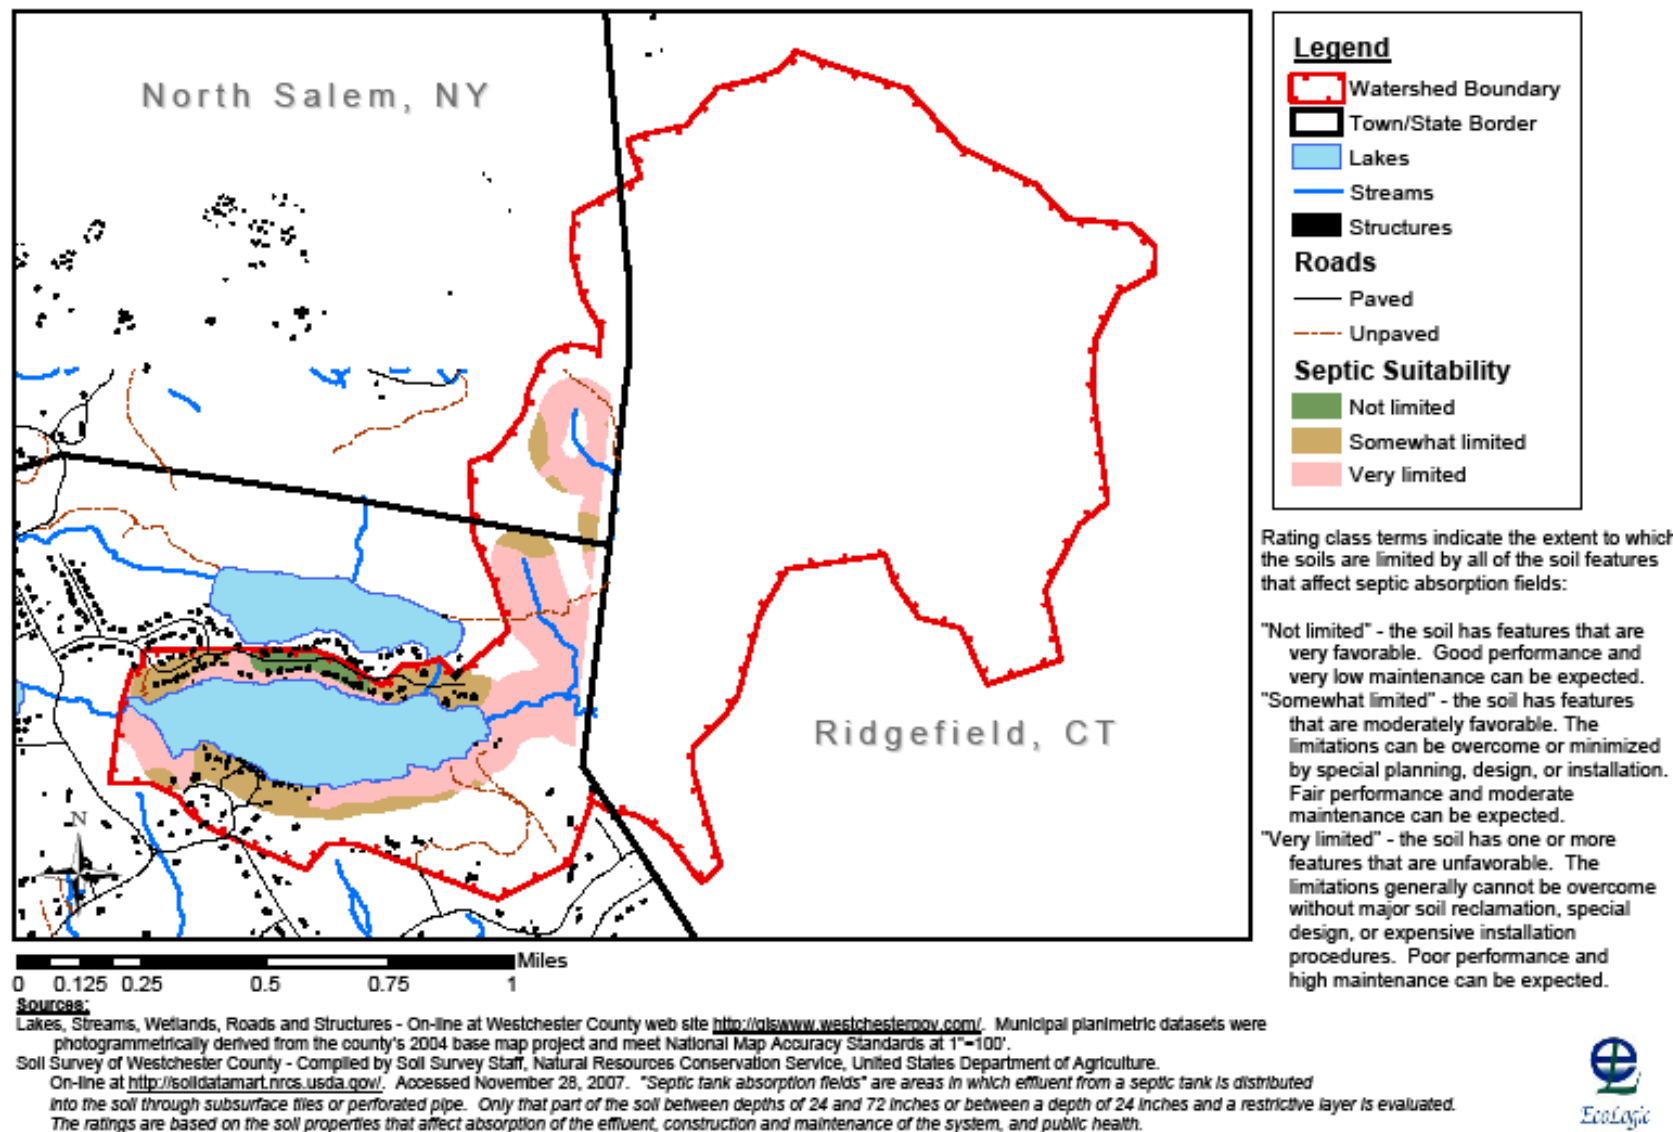 North Salem, NY
Ridgefield, CT
N
Legend
Watershed Boundary
Town/State Border
Lakes
Streams
Structures
Roads
Paved
Unpaved
Septic Suitability
Not limited
Somewhat limited
Very limited
Rating class terms indicate the extent to which
the soils are limited by all of the soil features
that affect septic absorption fields:
"Not limited" - the soil has features that are
very favorable. Good performance and
very low maintenance can be expected.
"Somewhat limited" - the soil has features
that are moderately favorable. The
limitations can be overcome or minimized
by special planning, design, or installation.
Fair performance and moderate
maintenance can be expected.
"Very limited" - the soil has one or more
features that are unfavorable. The
limitations generally cannot be overcome
without major soil reclamation, special
design, or expensive installation
procedures. Poor performance and
high maintenance can be expected.
Miles
0 0.125 0.25 0.5 0.75 1
Sources:
Lakes, Streams, Wetlands, Roads and Structures - On-line at Westchester County web site http://giswww.westchestergov.com/. Municipal planimetric datasets were
photogrammetrically derived from the county's 2004 base map project and meet National Map Accuracy Standards at 1"=100'.
Soil Survey of Westchester County - Compiled by Soil Survey Staff, Natural Resources Conservation Service, United States Department of Agriculture.
On-line at http://soildatamart.nrcs.usda.gov/. Accessed November 28, 2007. "Septic tank absorption fields" are areas in which effluent from a septic tank is distributed
into the soil through subsurface tiles or perforated pipe. Only that part of the soil between depths of 24 and 72 inches or between a depth of 24 inches and a restrictive layer is evaluated.
The ratings are based on the soil properties that affect absorption of the effluent, construction and maintenance of the system, and public health.
EcoLogic